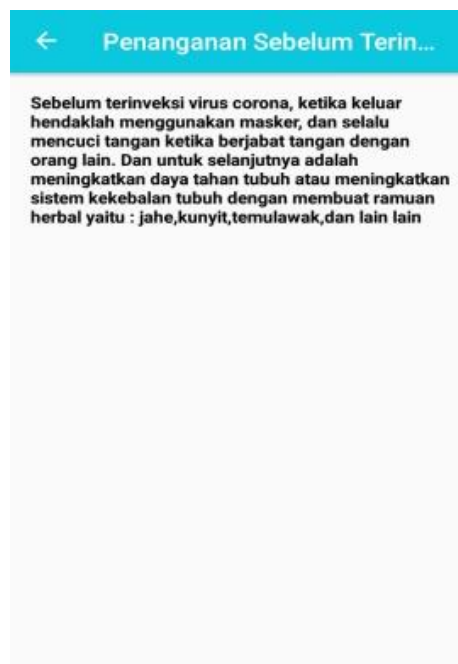 Penanganan Sebelum Terin...
Sebelum terinveksi virus corona, ketika keluar
hendaklah menggunakan masker, dan selalu
mencuci tangan ketika berjabat tangan dengan
orang lain. Dan untuk selanjutnya adalah
meningkatkan daya tahan tubuh atau meningkatkan
sistem kekebalan tubuh dengan membuat ramuan
herbal yaitu : jahe,kunyit,temulawak,dan lain lain